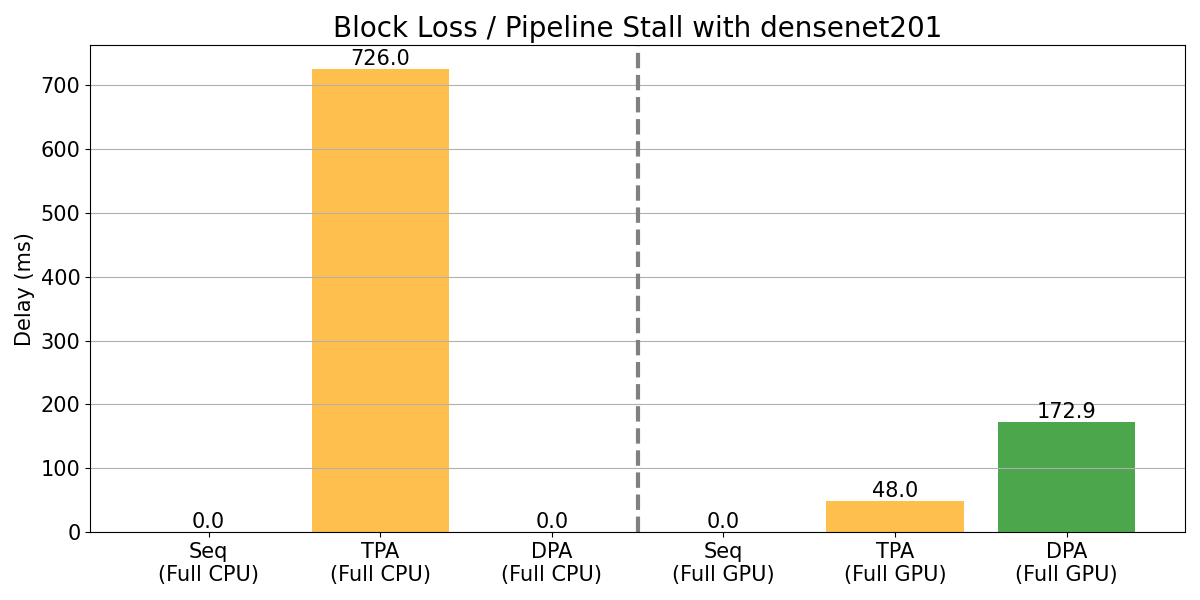 Block Loss / Pipeline Stall with densenet201
Delay (ms)
700
600
500
400
300
200
100
0
0.0
726.0
0.0
0.0
48.0
172.9
Seq
(Full CPU)
TPA
(Full CPU)
DPA
(Full CPU)
Seq
(Full GPU)
TPA
(Full GPU)
DPA
(Full GPU)